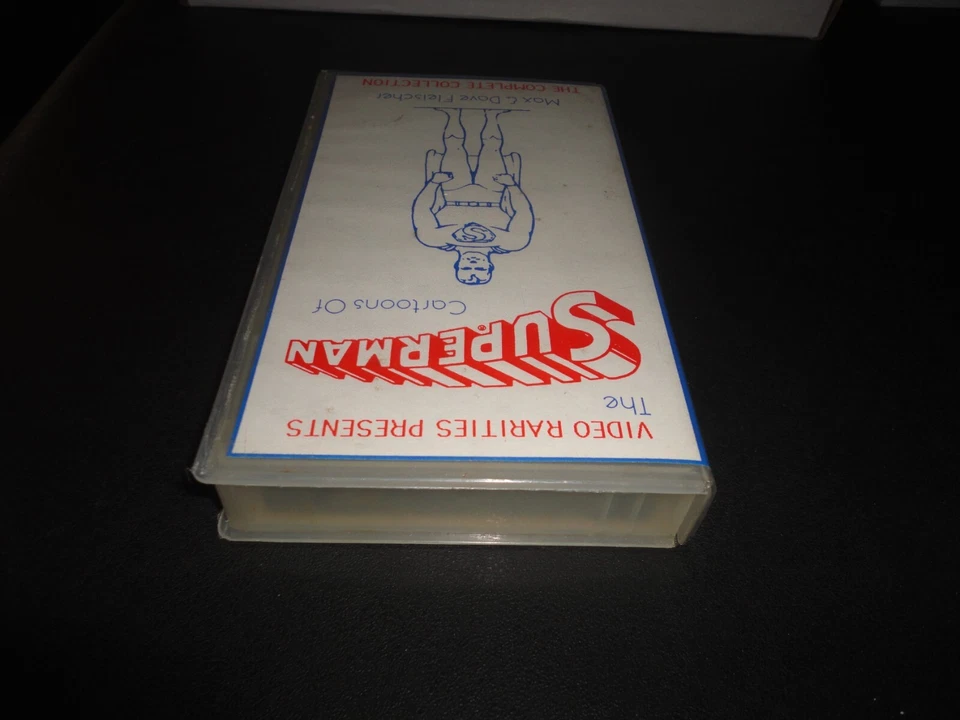 VIDEO RARITIES PRESENTS
The
SUPERMAN®
Cartoons Of
S
Max & Dave Fleischer
THE COMPLETE COLLECTION